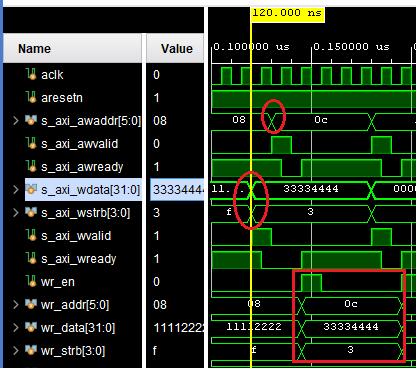 120.000 ns
Name Value 0.100000 us 0.150000 us
aclk 0
aresetn 1
s_axi_awaddr[5:0] 08 08 0c
s_axi_awvalid 0
s_axi_awready 1
s_axi_wdata[31:0] 33334444 11... 33334444 0000
s_axi_wstrb[3:0] 3 f 3
s_axi_wvalid 1
s_axi_wready 1
wr_en 0
wr_addr[5:0] 08 08 0c
wr_data[31:0] 11112222 11112222 33334444
wr_strb[3:0] f f 3